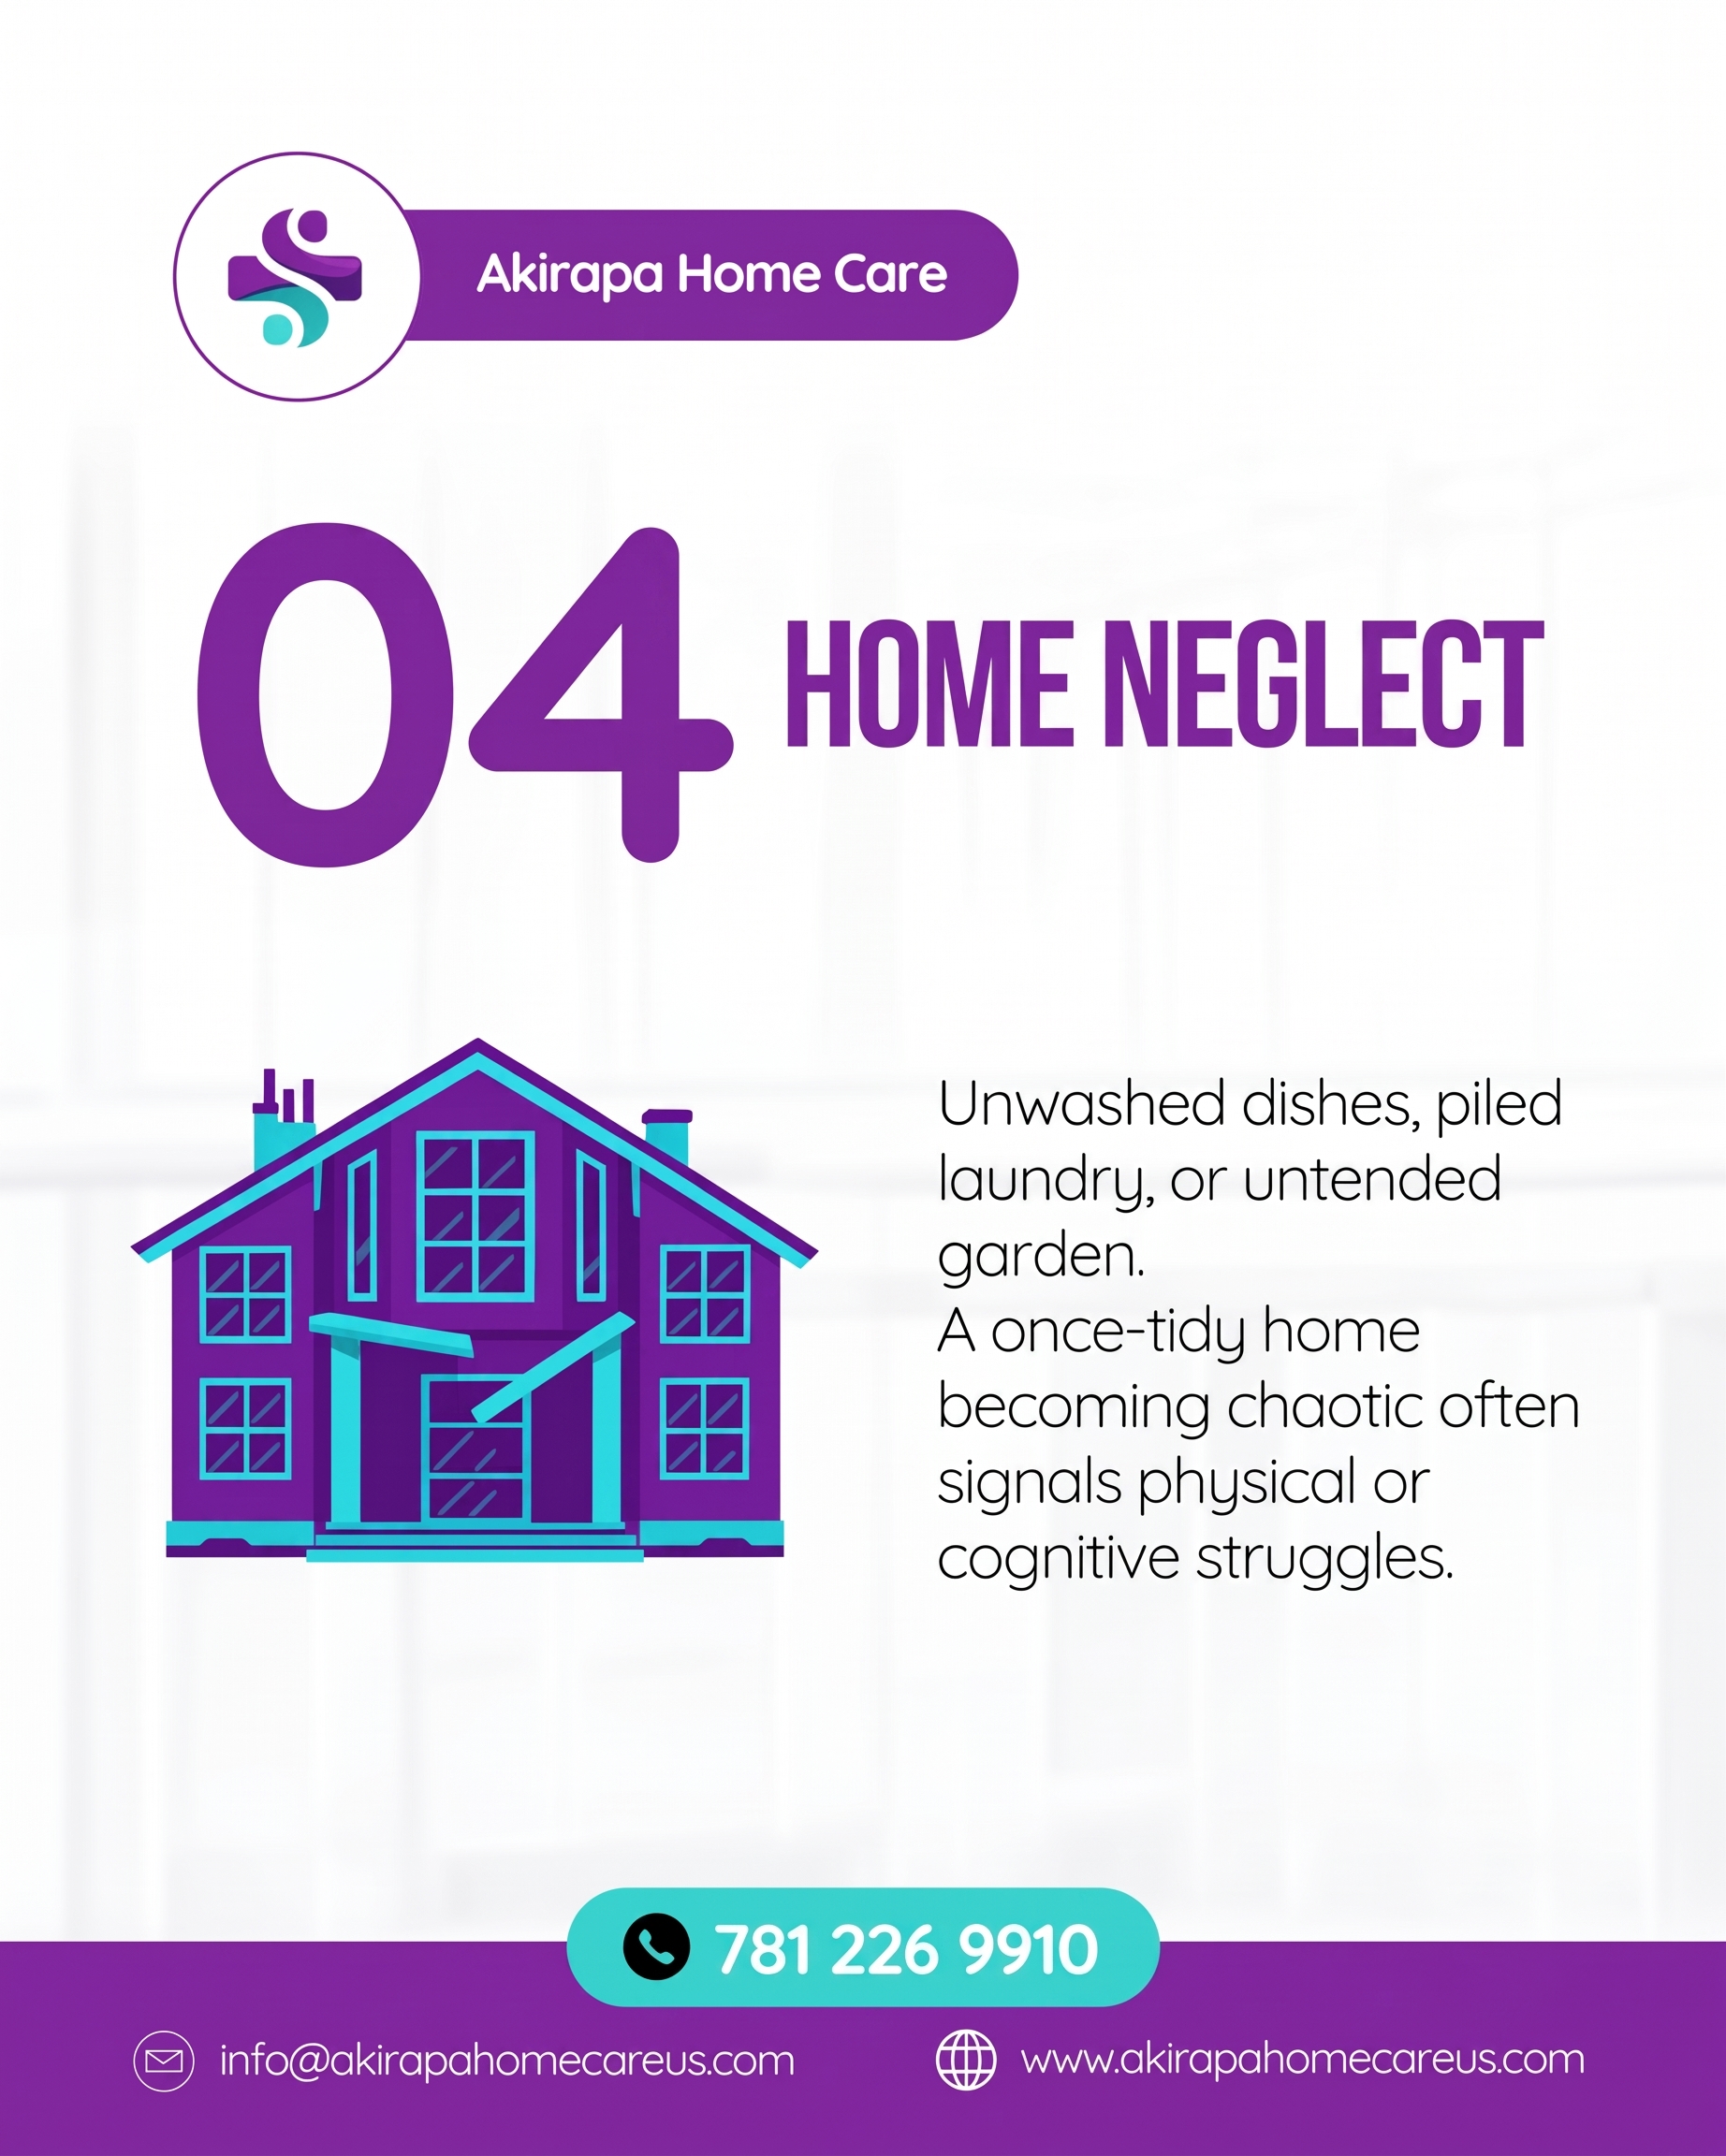 Akirapa Home Care
04
HOME NEGLECT
Unwashed dishes, piled
laundry, or untended
garden.
A once-tidy home
becoming chaotic often
signals physical or
cognitive struggles.
781 226 9910
info@akirapahomecareus.com
www.akirapahomecareus.com